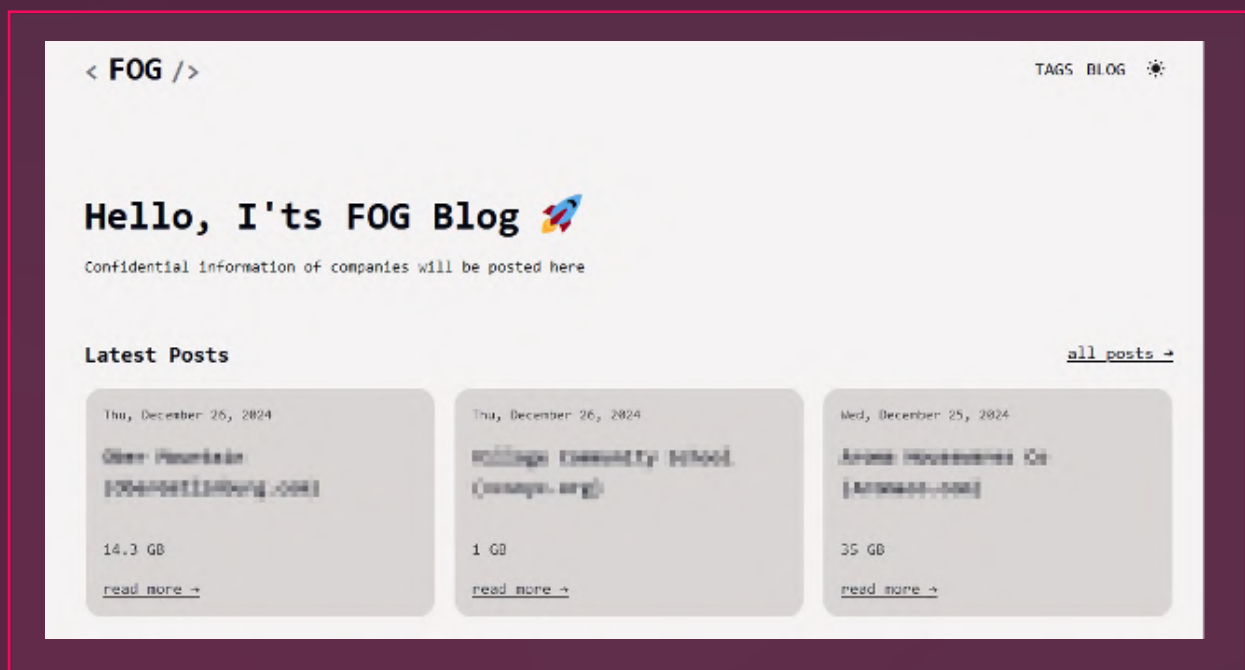 < FOG />
TAGS BLOG
Hello, I'ts FOG Blog 🚀
Confidential information of companies will be posted here
Latest Posts
all posts →
Thu, December 26, 2024
14.3 GB
read more →
Thu, December 26, 2024
1 GB
read more →
Wed, December 25, 2024
35 GB
read more →